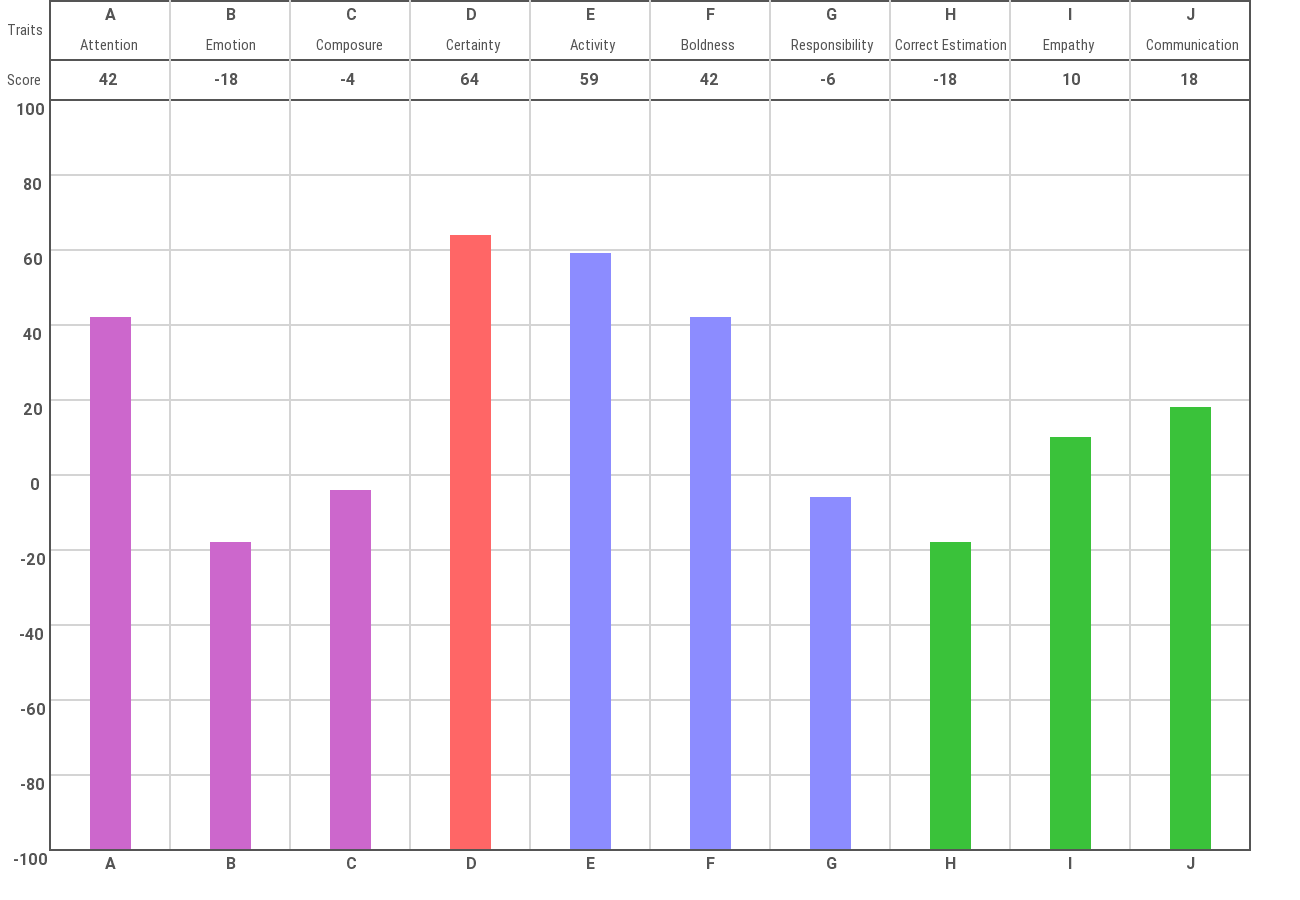 Traits A B C D E F G H I J
Attention Emotion Composure Certainty Activity Boldness Responsibility Correct Estimation Empathy Communication
Score 42 -18 -4 64 59 42 -6 -18 10 18
100
80
60
40
20
0
-20
-40
-60
-80
-100
A B C D E F G H I J